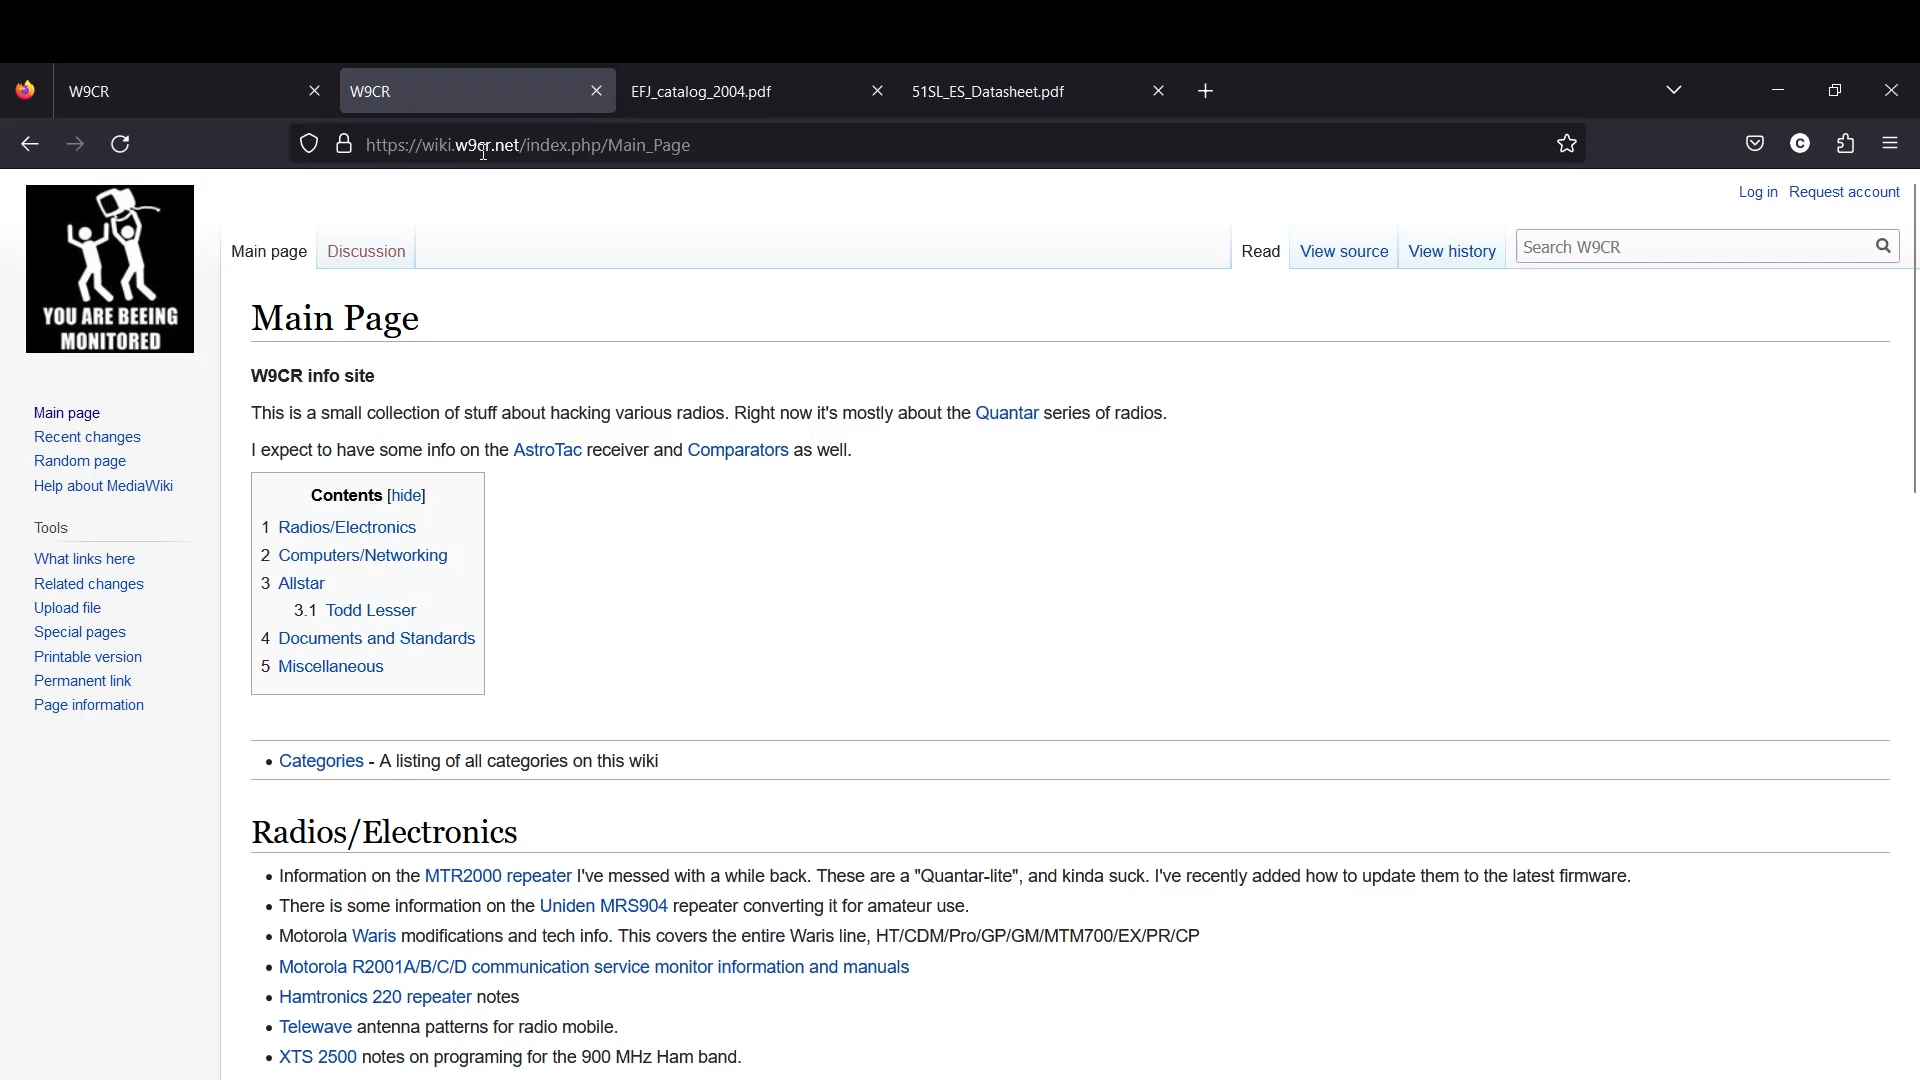 W9CR
W9CR
EFJ_catalog_2004.pdf
51SL_ES_Datasheet.pdf
https://wiki.w9cr.net/index.php/Main_Page
C
YOU ARE BEEING
MONITORED
Log in Request account
Main page Discussion Read View source View history Search W9CR
Main page
Recent changes
Random page
Help about MediaWiki
Tools
What links here
Related changes
Upload file
Special pages
Printable version
Permanent link
Page information
Main Page
W9CR info site
This is a small collection of stuff about hacking various radios. Right now it's mostly about the Quantar series of radios.
I expect to have some info on the AstroTac receiver and Comparators as well.
Contents [hide]
1 Radios/Electronics
2 Computers/Networking
3 Allstar
3.1 Todd Lesser
4 Documents and Standards
5 Miscellaneous
• Categories - A listing of all categories on this wiki
Radios/Electronics
• Information on the MTR2000 repeater I've messed with a while back. These are a "Quantar-lite", and kinda suck. I've recently added how to update them to the latest firmware.
• There is some information on the Uniden MRS904 repeater converting it for amateur use.
• Motorola Waris modifications and tech info. This covers the entire Waris line, HT/CDM/Pro/GP/GM/MTM700/EX/PR/CP
• Motorola R2001A/B/C/D communication service monitor information and manuals
• Hamtronics 220 repeater notes
• Telewave antenna patterns for radio mobile.
• XTS 2500 notes on programing for the 900 MHz Ham band.